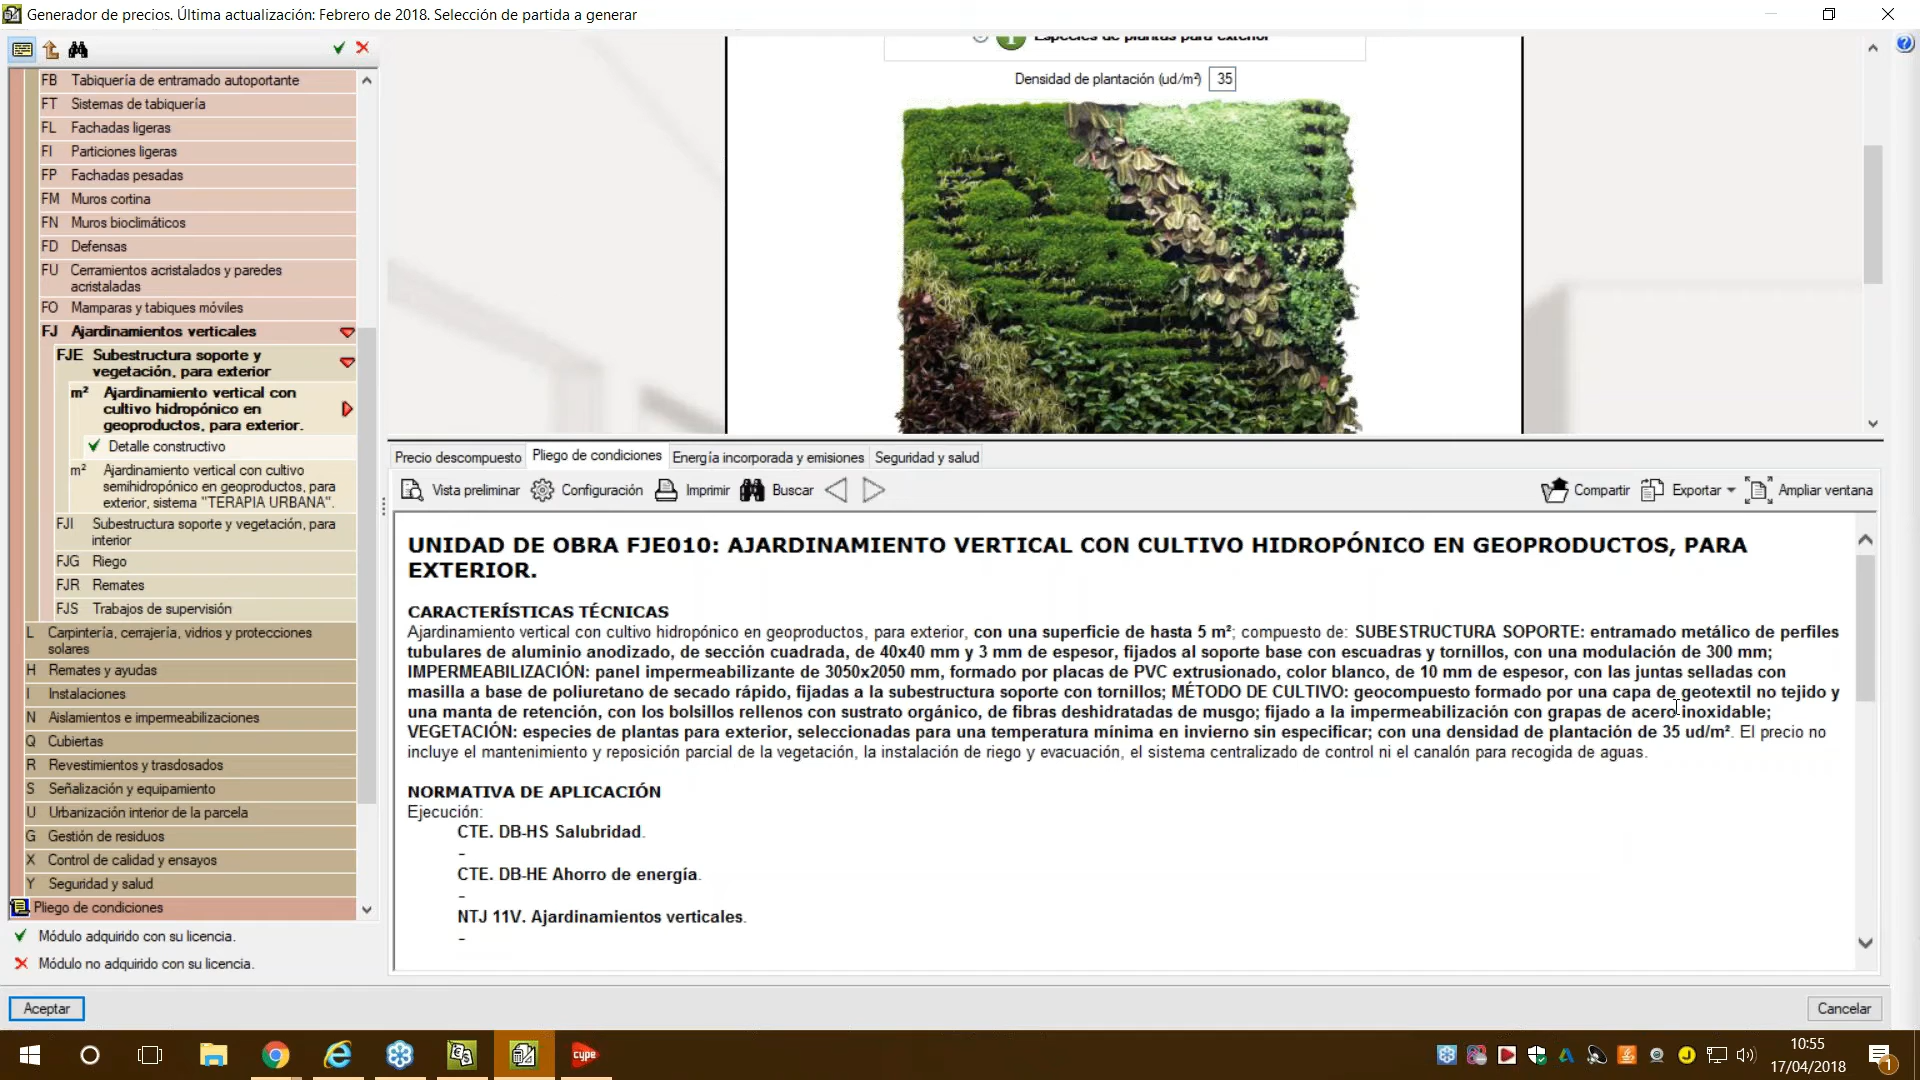 Generador de precios. Última actualización: Febrero de 2018. Selección de partida a generar
FB Tabiquería de entramado autoportante
FT Sistemas de tabiquería
FL Fachadas ligeras
FI Particiones ligeras
FP Fachadas pesadas
FM Muros cortina
FN Muros bioclimáticos
FD Defensas
FU Cerramientos acristalados y paredes
acristaladas
FO Mamparas y tabiques móviles
FJ Ajardinamientos verticales
FJE Subestructura soporte y
vegetación, para exterior
m² Ajardinamiento vertical con
cultivo hidropónico en
geoproductos, para exterior.
Detalle constructivo
m² Ajardinamiento vertical con cultivo
semihidropónico en geoproductos, para
exterior, sistema "TERAPIA URBANA".
FJI Subestructura soporte y vegetación, para
interior
FJG Riego
FJR Remates
FJS Trabajos de supervisión
L Carpintería, cerrajería, vidrios y protecciones
solares
H Remates y ayudas
I Instalaciones
N Aislamientos e impermeabilizaciones
Q Cubiertas
R Revestimientos y trasdosados
S Señalización y equipamiento
U Urbanización interior de la parcela
G Gestión de residuos
X Control de calidad y ensayos
Y Seguridad y salud
Pliego de condiciones
Módulo adquirido con su licencia.
Módulo no adquirido con su licencia.
Especies de plantas para exterior
Densidad de plantación (ud/m²) 35
Precio descompuesto Pliego de condiciones Energía incorporada y emisiones Seguridad y salud
Vista preliminar Configuración Imprimir Buscar Compartir Exportar Ampliar ventana
UNIDAD DE OBRA FJE010: AJARDINAMIENTO VERTICAL CON CULTIVO HIDROPÓNICO EN GEOPRODUCTOS, PARA
EXTERIOR.
CARACTERÍSTICAS TÉCNICAS
Ajardinamiento vertical con cultivo hidropónico en geoproductos, para exterior, con una superficie de hasta 5 m²; compuesto de: SUBESTRUCTURA SOPORTE: entramado metálico de perfiles
tubulares de aluminio anodizado, de sección cuadrada, de 40x40 mm y 3 mm de espesor, fijados al soporte base con escuadras y tornillos, con una modulación de 300 mm;
IMPERMEABILIZACIÓN: panel impermeabilizante de 3050x2050 mm, formado por placas de PVC extrusionado, color blanco, de 10 mm de espesor, con las juntas selladas con
masilla a base de poliuretano de secado rápido, fijadas a la subestructura soporte con tornillos; MÉTODO DE CULTIVO: geocompuesto formado por una capa de geotextil no tejido y
una manta de retención, con los bolsillos rellenos con sustrato orgánico, de fibras deshidratadas de musgo; fijado a la impermeabilización con grapas de acero inoxidable;
VEGETACIÓN: especies de plantas para exterior, seleccionadas para una temperatura mínima en invierno sin especificar; con una densidad de plantación de 35 ud/m². El precio no
incluye el mantenimiento y reposición parcial de la vegetación, la instalación de riego y evacuación, el sistema centralizado de control ni el canalón para recogida de aguas.
NORMATIVA DE APLICACIÓN
Ejecución:
CTE. DB-HS Salubridad.
-
CTE. DB-HE Ahorro de energía.
-
NTJ 11V. Ajardinamientos verticales.
-
Aceptar
Cancelar
cype
10:55
17/04/2018
1